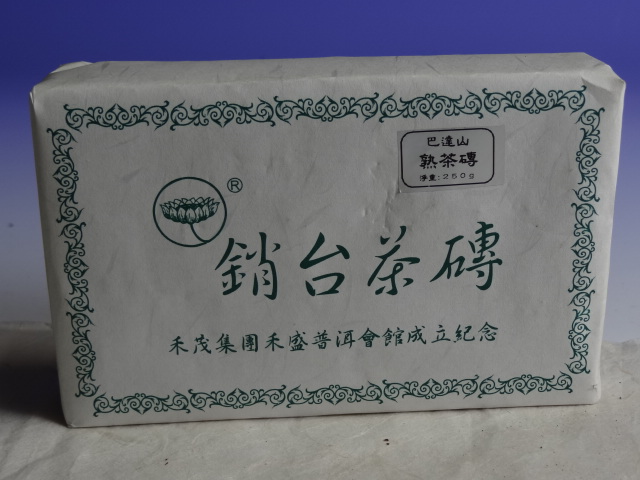 巴達山
熟茶磚
淨重:250g
®
銷台茶磚
禾茂集團禾盛普洱會館成立紀念